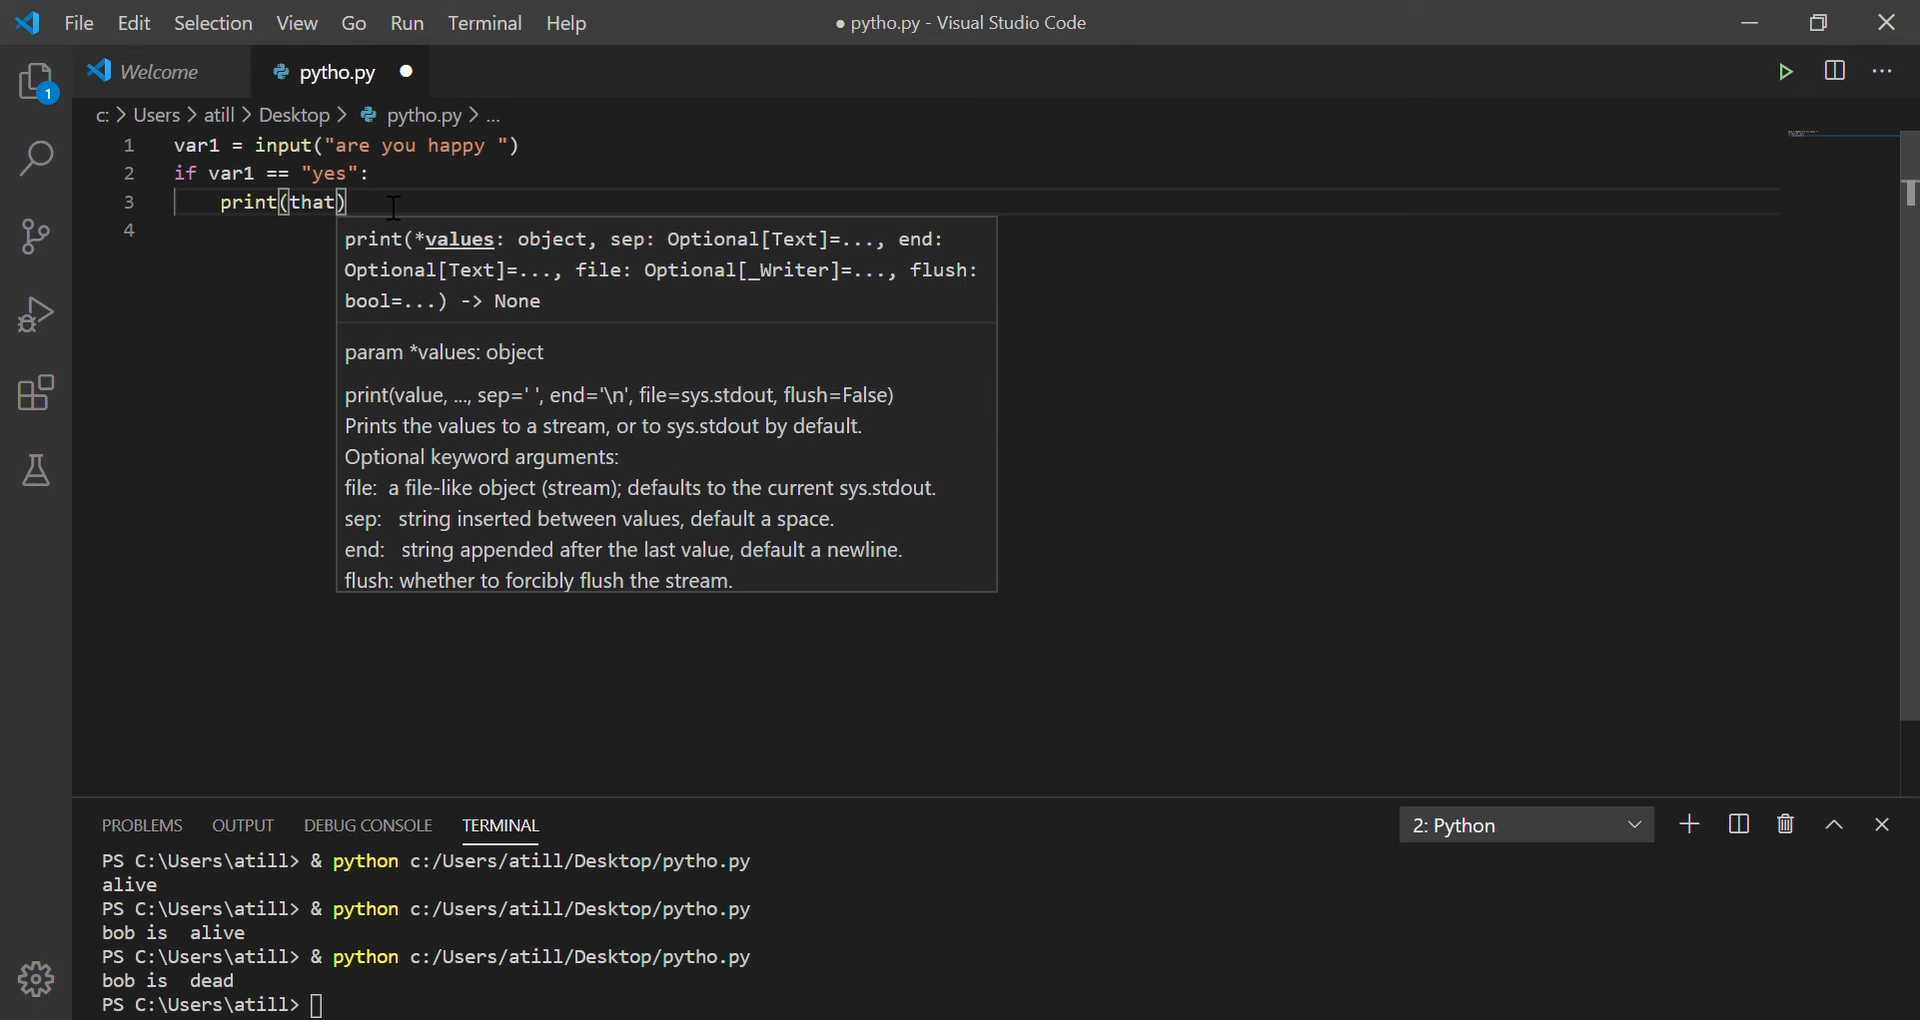 File Edit Selection View Go Run Terminal Help
● pytho.py - Visual Studio Code
1
Welcome
pytho.py ●
c: > Users > atill > Desktop > pytho.py > ...
1 var1 = input("are you happy ")
2 if var1 == "yes":
3 print(that)
4
print(*values: object, sep: Optional[Text]=..., end:
Optional[Text]=..., file: Optional[_Writer]=..., flush:
bool=...) -> None
param *values: object
print(value, ..., sep=' ', end='\n', file=sys.stdout, flush=False)
Prints the values to a stream, or to sys.stdout by default.
Optional keyword arguments:
file: a file-like object (stream); defaults to the current sys.stdout.
sep: string inserted between values, default a space.
end: string appended after the last value, default a newline.
flush: whether to forcibly flush the stream.
PROBLEMS OUTPUT DEBUG CONSOLE TERMINAL
2: Python
PS C:\Users\atill> & python c:/Users/atill/Desktop/pytho.py
alive
PS C:\Users\atill> & python c:/Users/atill/Desktop/pytho.py
bob is  alive
PS C:\Users\atill> & python c:/Users/atill/Desktop/pytho.py
bob is  dead
PS C:\Users\atill>